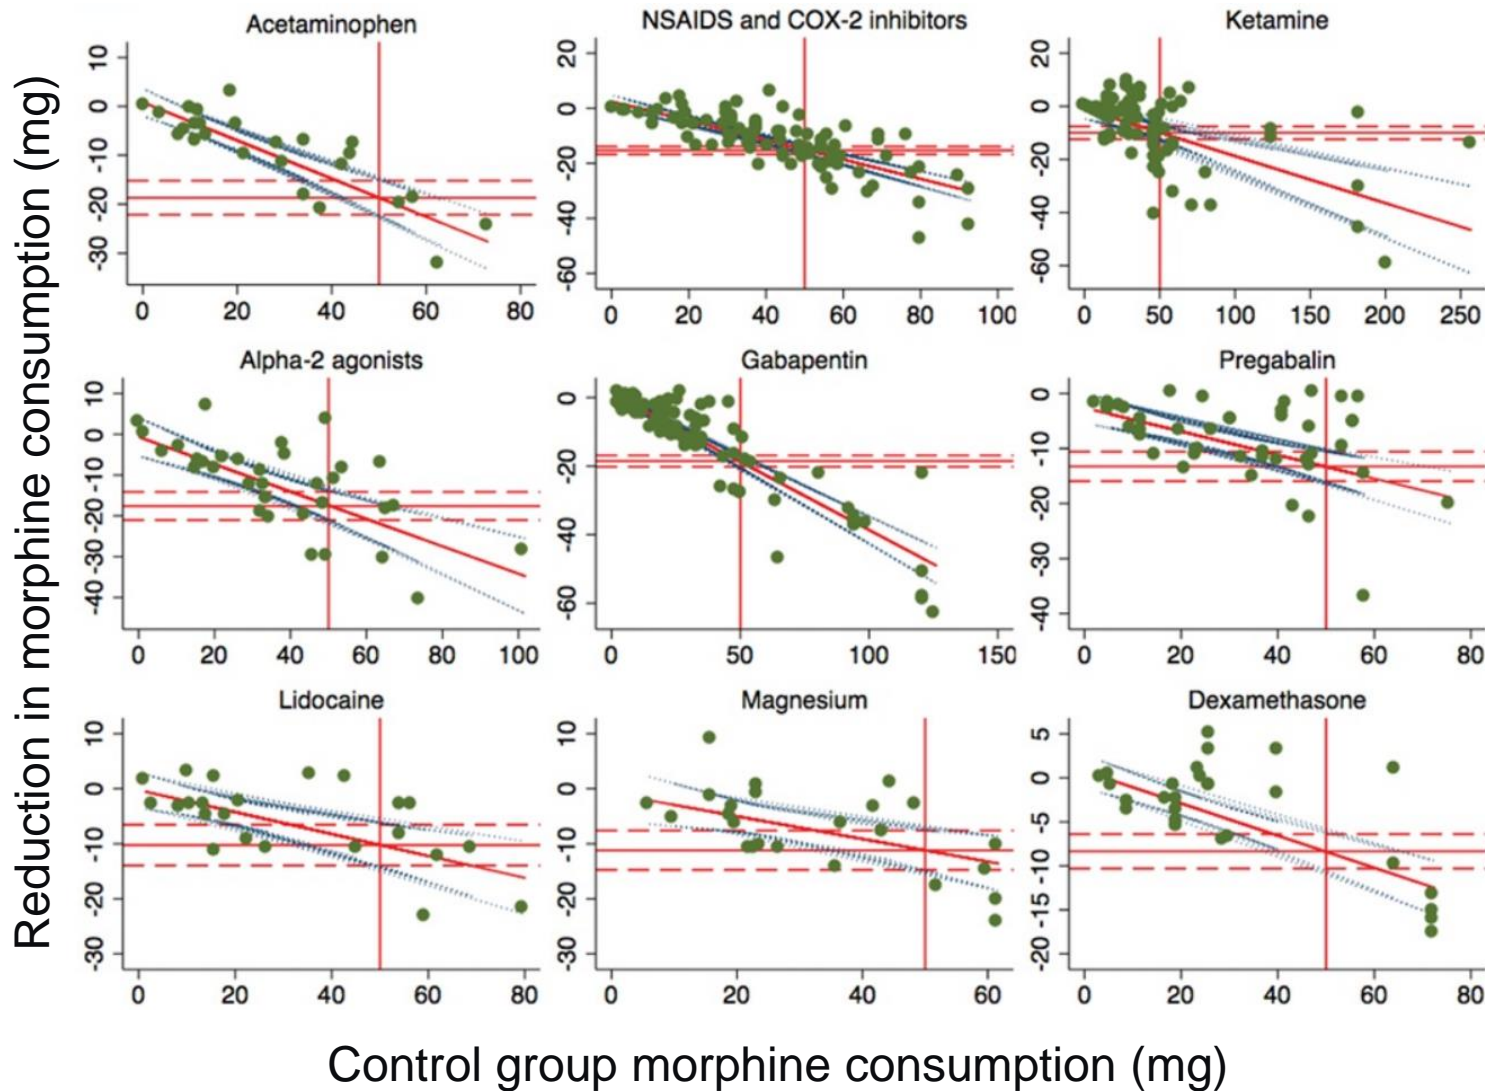 Reduction in morphine consumption (mg)
Acetaminophen
10
0
-10
-20
-30
0 20 40 60 80
NSAIDS and COX-2 inhibitors
20
0
-20
-40
-60
0 20 40 60 80 100
Ketamine
20
0
-20
-40
-60
0 50 100 150 200 250
Alpha-2 agonists
10
0
-10
-20
-30
-40
0 20 40 60 80 100
Gabapentin
0
-20
-40
-60
0 50 100 150
Pregabalin
0
-10
-20
-30
-40
0 20 40 60 80
Lidocaine
10
0
-10
-20
-30
0 20 40 60 80
Magnesium
10
0
-10
-20
-30
0 20 40 60
Dexamethasone
5
0
-5
-10
-15
-20
0 20 40 60 80
Control group morphine consumption (mg)